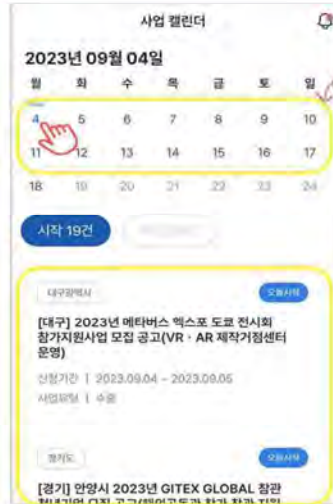 사업 캘린더
2023년 09월 04일
월 화 수 목 금 토 일
4 5 6 7 8 9 10
11 12 13 14 15 16 17
18 19 20 21 22 23 24
시작 19건
대구광역시 오늘시작
[대구] 2023년 메타버스 엑스포 도쿄 전시회
참가지원사업 모집 공고(VR · AR 제작거점센터
운영)
신청기간 | 2023.09.04 ~ 2023.09.05
사업유형 | 수출
경기도 오늘시작
[경기] 안양시 2023년 GITEX GLOBAL 참관